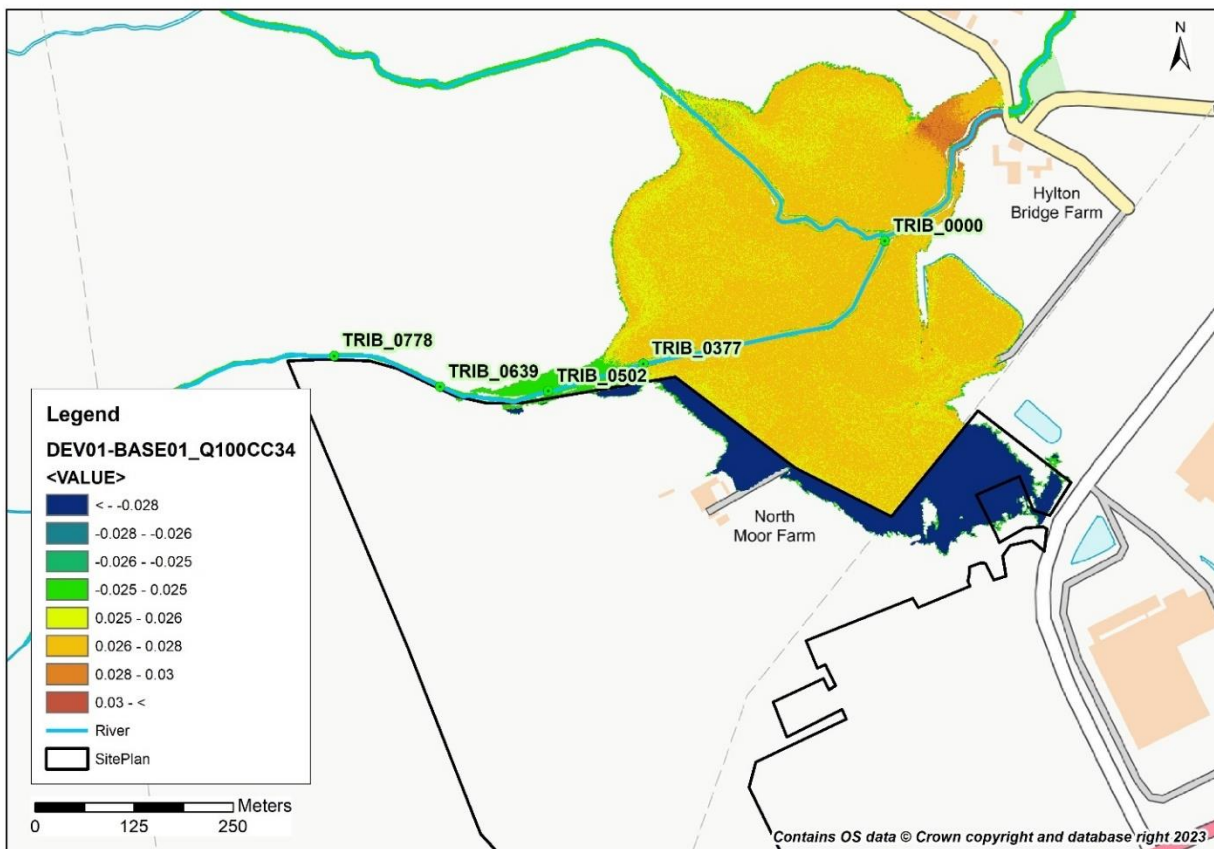 N
Hylton
Bridge Farm
TRIB_0000
TRIB_0778
TRIB_0377
TRIB_0639
TRIB_0502
North
Moor Farm
Legend
DEV01-BASE01_Q100CC34
<VALUE>
< - -0.028
-0.028 - -0.026
-0.026 - -0.025
-0.025 - 0.025
0.025 - 0.026
0.026 - 0.028
0.028 - 0.03
0.03 - <
River
SitePlan
Meters
0 125 250
Contains OS data © Crown copyright and database right 2023